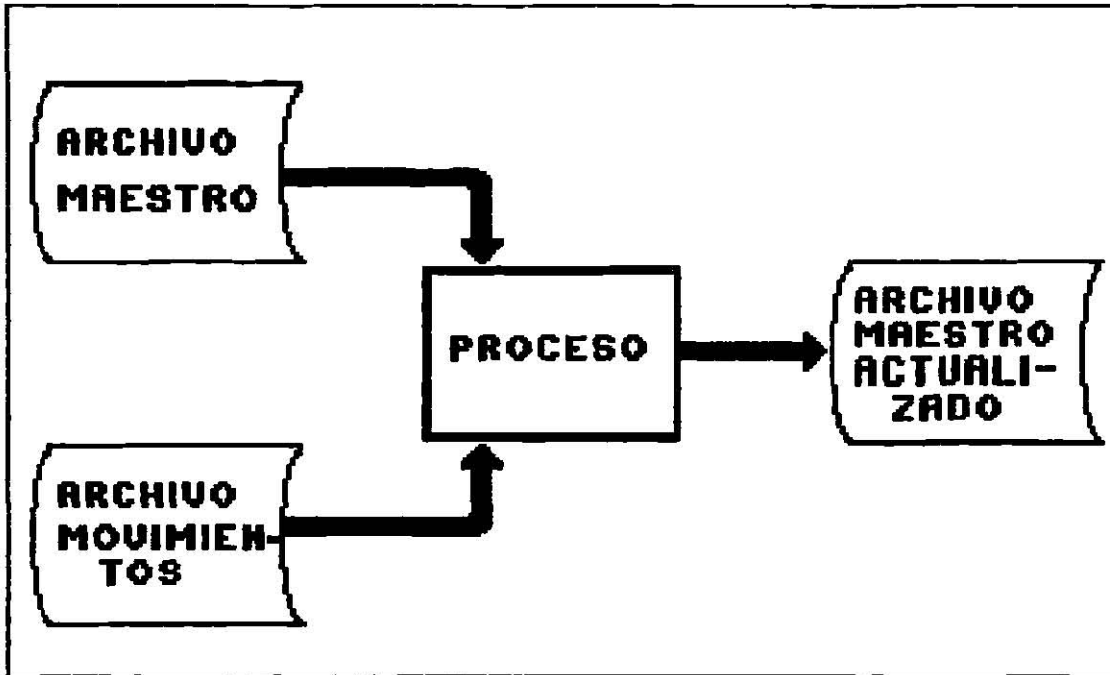 ARCHIVO
MAESTRO
PROCESO
ARCHIVO
MAESTRO
ACTUALI-
ZADO
ARCHIVO
MOVIMIEN-
TOS